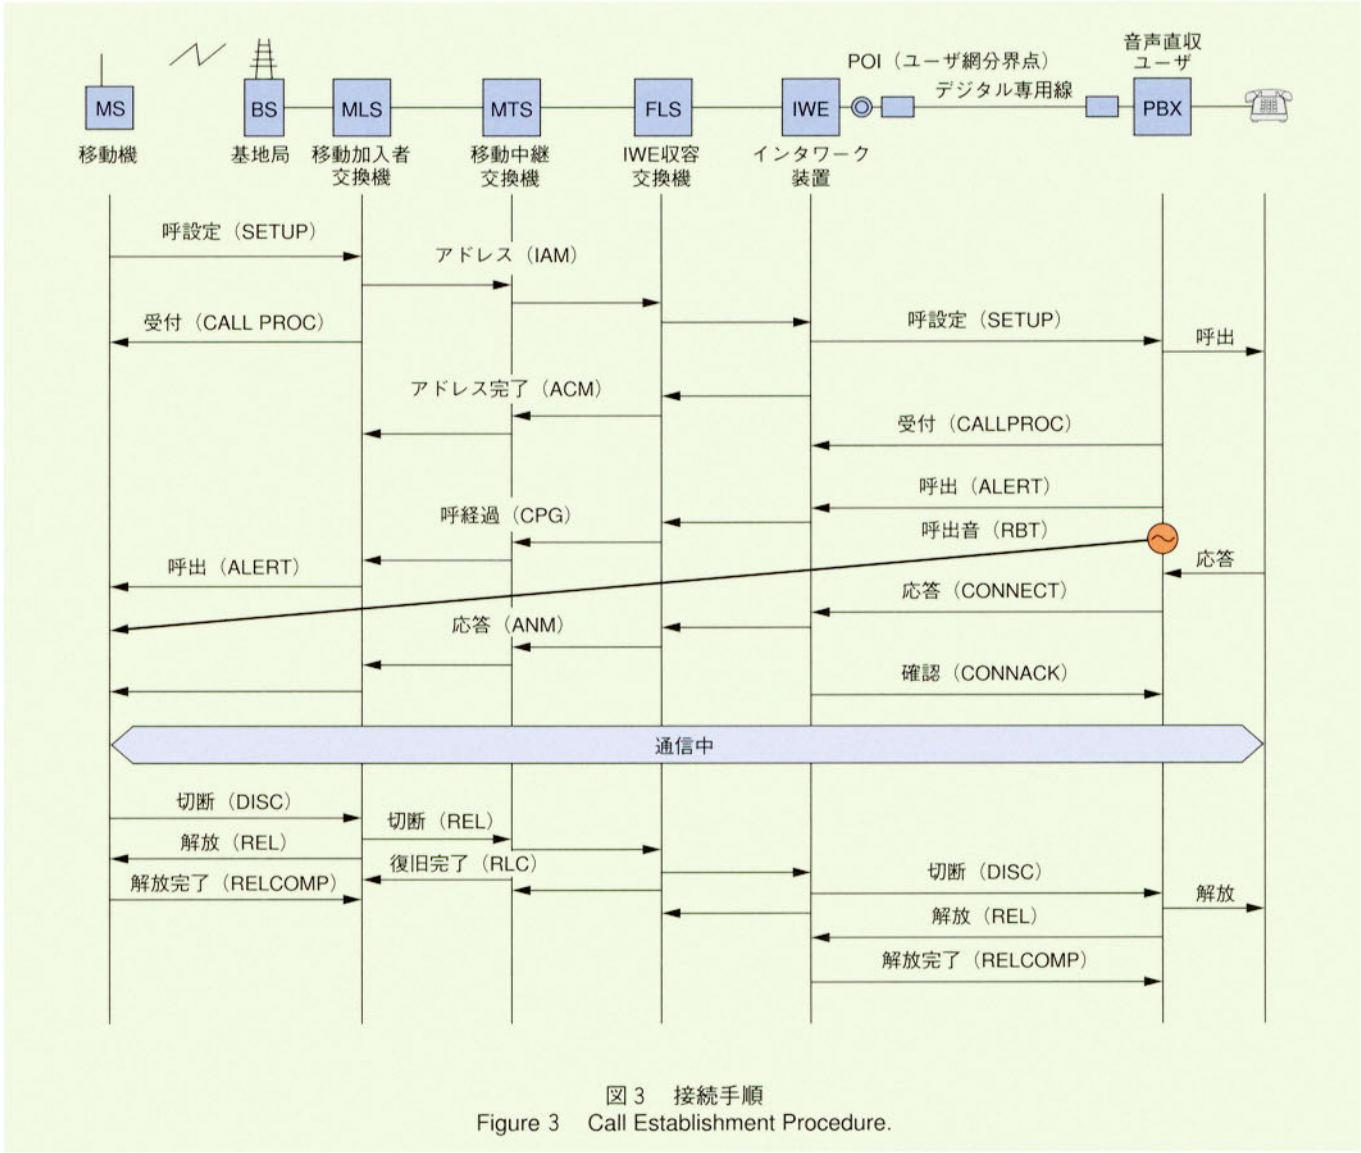 音声直収
ユーザ
POI（ユーザ網分界点）
デジタル専用線
MS
BS
MLS
MTS
FLS
IWE
PBX
移動機
基地局
移動加入者
交換機
移動中継
交換機
IWE収容
交換機
インタワーク
装置
呼設定（SETUP）
アドレス（IAM）
受付（CALL PROC）
呼設定（SETUP）
呼出
アドレス完了（ACM）
受付（CALLPROC）
呼出（ALERT）
呼経過（CPG）
呼出音（RBT）
呼出（ALERT）
応答
応答（CONNECT）
応答（ANM）
確認（CONNACK）
通信中
切断（DISC）
切断（REL）
解放（REL）
復旧完了（RLC）
切断（DISC）
解放完了（RELCOMP）
解放
解放（REL）
解放完了（RELCOMP）
図3 接続手順
Figure 3 Call Establishment Procedure.